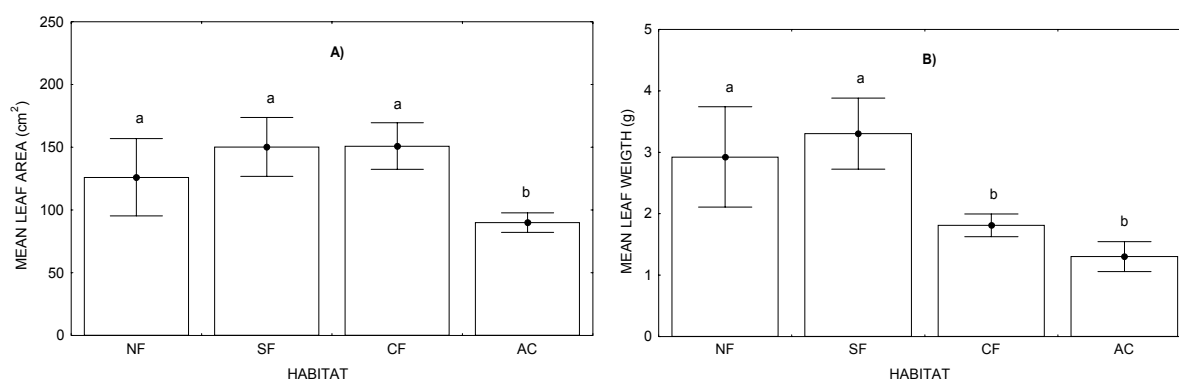 A)
MEAN LEAF AREA (cm²)
250
200
150
100
50
0
a
a
a
b
NF
SF
CF
AC
HABITAT
B)
MEAN LEAF WEIGTH (g)
5
4
3
2
1
0
a
a
b
b
NF
SF
CF
AC
HABITAT